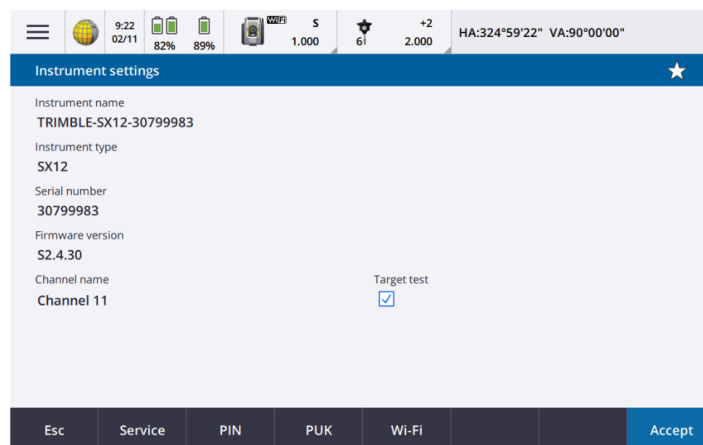 9:22
02/11
82%
89%
WiFi
S
1.000
6
+2
2.000
HA:324°59'22" VA:90°00'00"
Instrument settings
Instrument name
TRIMBLE-SX12-30799983
Instrument type
SX12
Serial number
30799983
Firmware version
S2.4.30
Channel name
Target test
Channel 11
Esc
Service
PIN
PUK
Wi-Fi
Accept